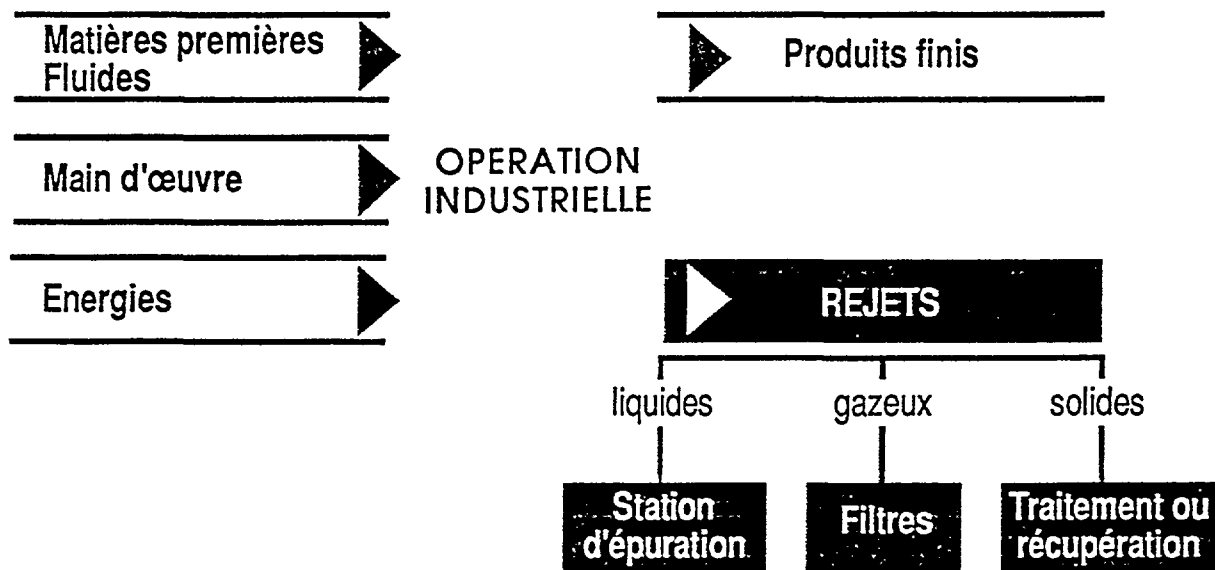 Matières premières
Fluides
Produits finis
Main d'œuvre
OPERATION
INDUSTRIELLE
Energies
REJETS
liquides
gazeux
solides
Station
d'épuration
Filtres
Traitement ou
récupération